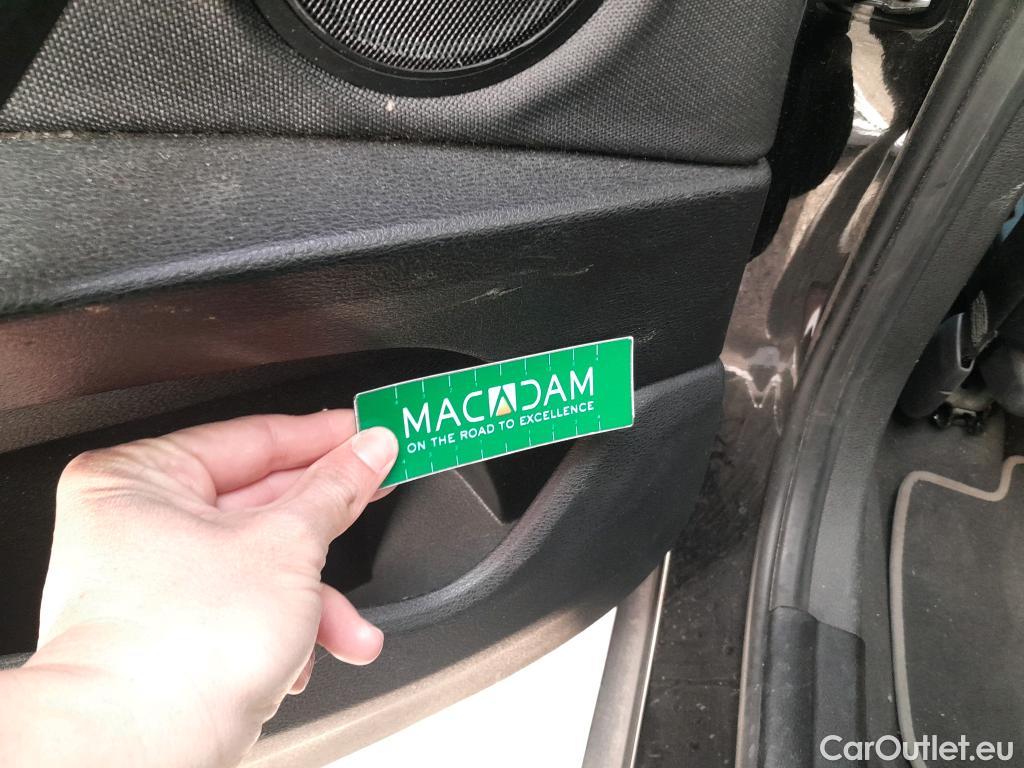 MACADAM
ON THE ROAD TO EXCELLENCE
CarOutlet.eu